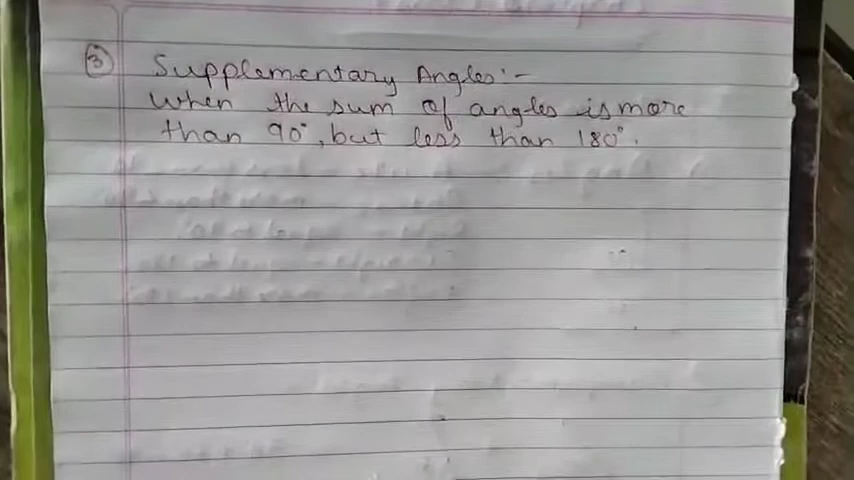 ③ Supplementary Angles:-
When the sum of angles is more
than 90°, but less than 180°.